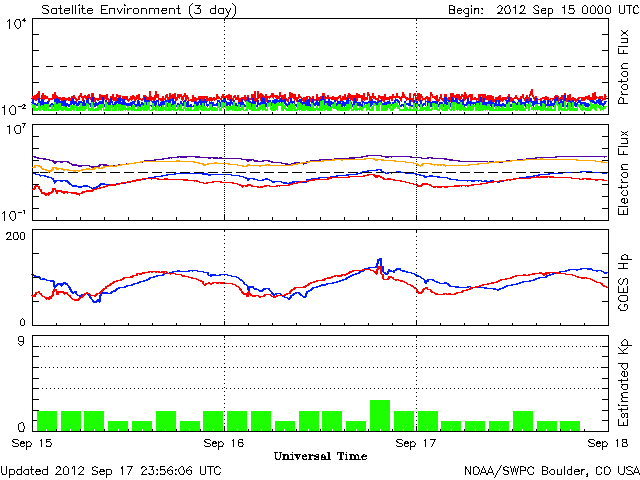 Satellite Environment (3 day) Begin: 2012 Sep 15 0000 UTC
10⁴
10⁻²
Proton Flux
10⁷
10⁻¹
Electron Flux
200
0
GOES Hp
9
0
Estimated Kp
Sep 15 Sep 16 Sep 17 Sep 18
Universal Time
Updated 2012 Sep 17 23:56:06 UTC NOAA/SWPC Boulder, CO USA